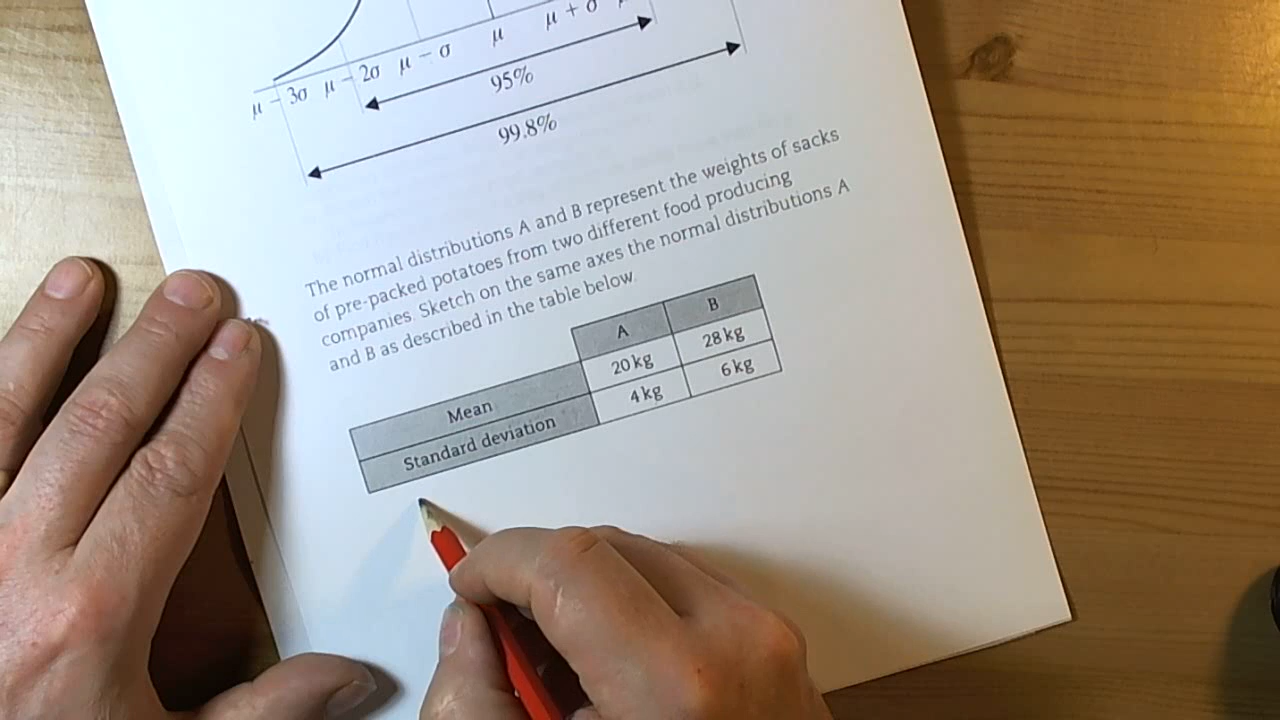 μ − 3σ μ − 2σ μ − σ μ μ + σ
95%
99.8%
The normal distributions A and B represent the weights of sacks
of pre-packed potatoes from two different food producing
companies. Sketch on the same axes the normal distributions A
and B as described in the table below.
A B
Mean 20 kg 28 kg
Standard deviation 4 kg 6 kg